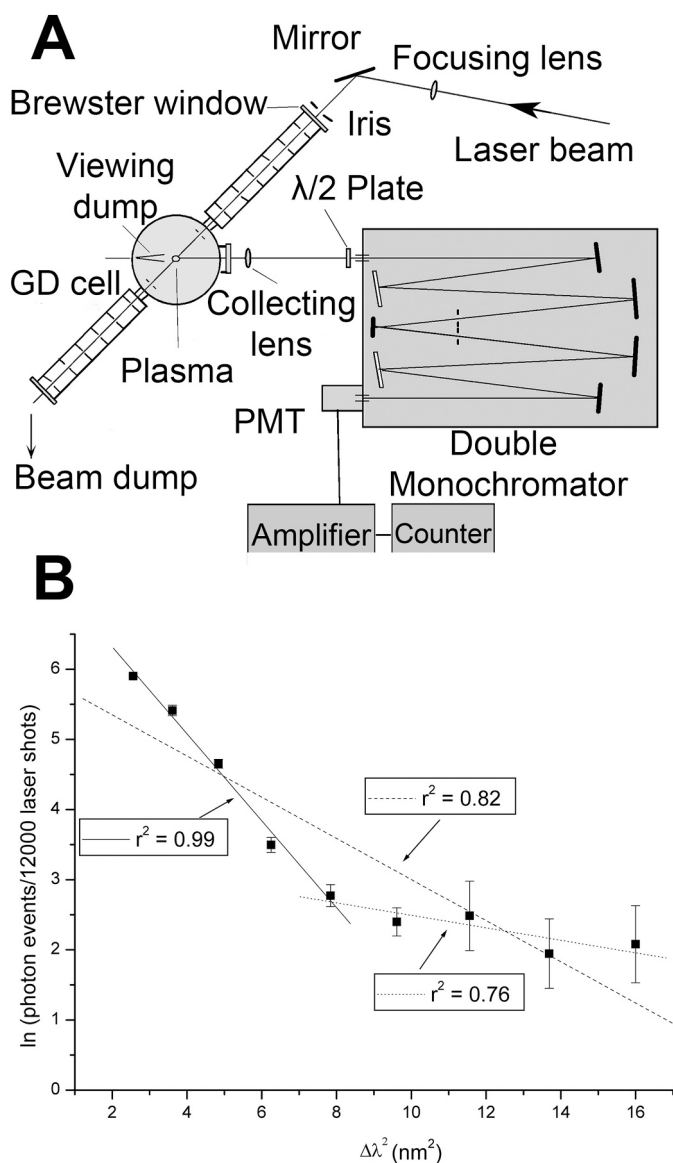 A
Mirror
Focusing lens
Brewster window
Iris
Laser beam
Viewing
dump
λ/2 Plate
GD cell
Collecting
lens
Plasma
PMT
Double
Monochromator
Beam dump
Amplifier
Counter
B
ln (photon events/12000 laser shots)
6
5
4
3
2
1
0
r² = 0.82
r² = 0.99
r² = 0.76
2 4 6 8 10 12 14 16
Δλ² (nm²)